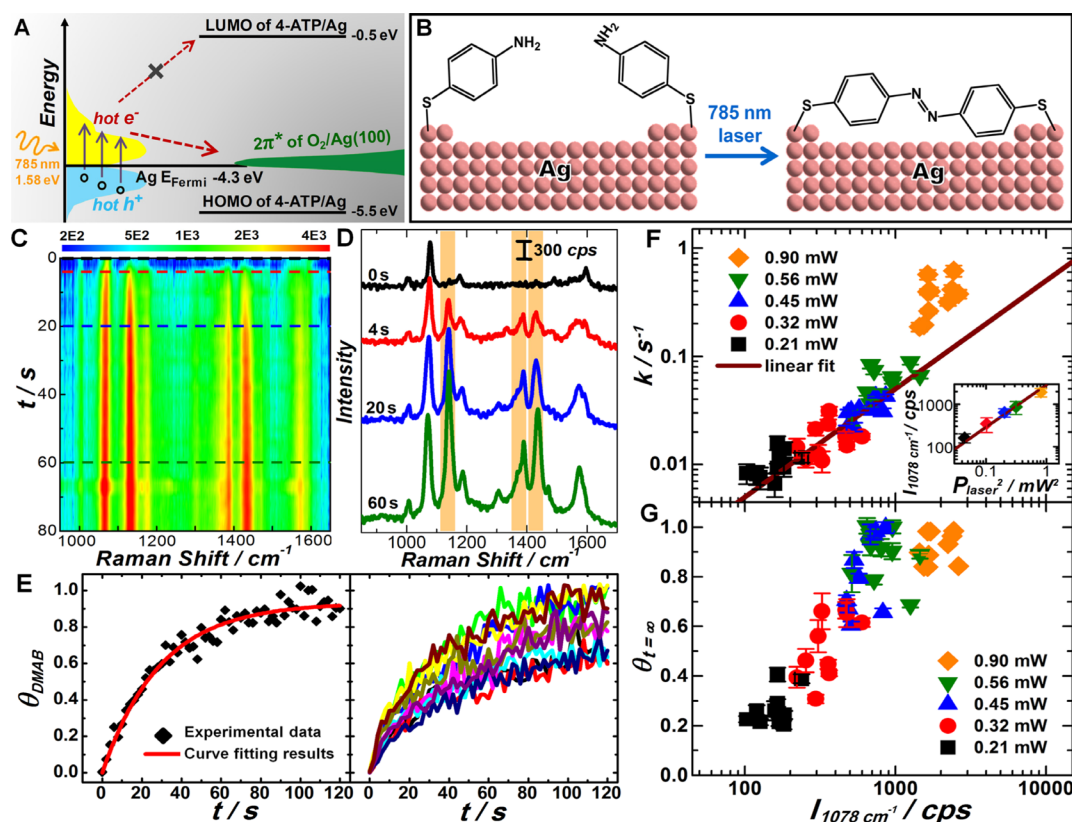 A
Energy
LUMO of 4-ATP/Ag
-0.5 eV
hot e-
2π* of O2/Ag(100)
785 nm
1.58 eV
Ag EFermi -4.3 eV
hot h+
HOMO of 4-ATP/Ag
-5.5 eV
B
NH2
NH2
S
S
Ag
785 nm
laser
S
N
N
S
Ag
C
2E2 5E2 1E3 2E3 4E3
0
20
40
60
80
t / s
1000 1200 1400 1600
Raman Shift / cm-1
D
300 cps
0 s
4 s
20 s
60 s
Intensity
1000 1200 1400 1600
Raman Shift / cm-1
E
1.0
0.8
0.6
0.4
0.2
0.0
θDMAB
Experimental data
Curve fitting results
0 20 40 60 80 100 120
t / s
0 20 40 60 80 100 120
t / s
F
1
0.1
0.01
k / s-1
0.90 mW
0.56 mW
0.45 mW
0.32 mW
0.21 mW
linear fit
1000
100
I1078 cm-1 / cps
0.1 1
Plaser2 / mW2
G
1.0
0.8
0.6
0.4
0.2
0.0
θt = ∞
0.90 mW
0.56 mW
0.45 mW
0.32 mW
0.21 mW
100 1000 10000
I1078 cm-1 / cps